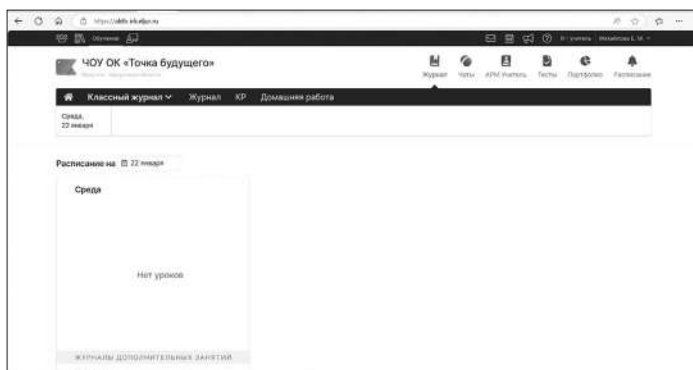 Обучение
ЧОУ ОК «Точка будущего»
Журнал Чаты АРМ Учитель Тесты Портфолио Расписание
Классный журнал Журнал КР Домашняя работа
Среда,
22 января
Расписание на 22 января
Среда
Нет уроков
ЖУРНАЛЫ ДОПОЛНИТЕЛЬНЫХ ЗАНЯТИЙ